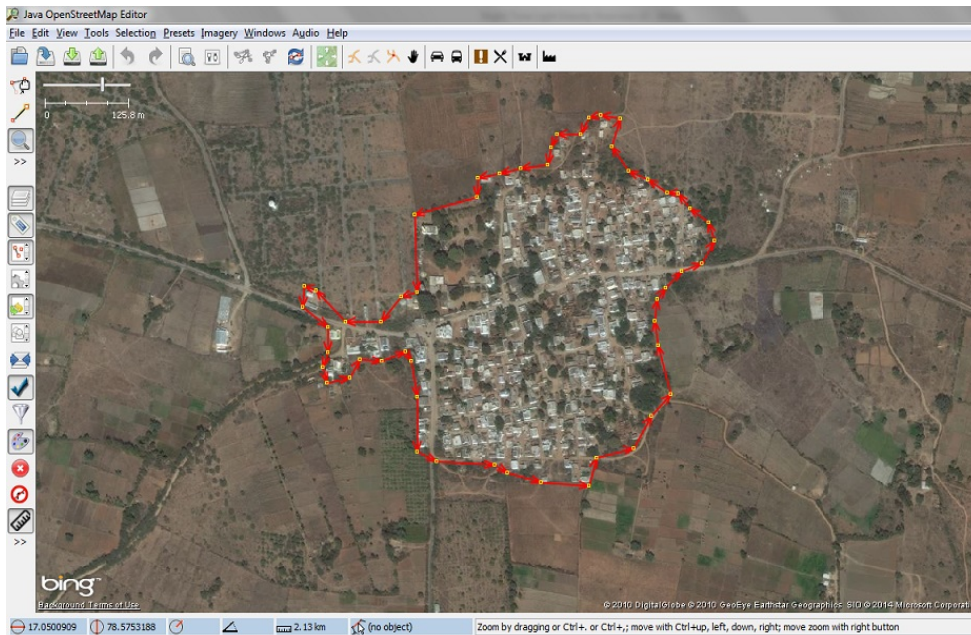 Java OpenStreetMap Editor
File Edit View Tools Selection Presets Imagery Windows Audio Help
0 125.8 m
>>
>>
bing™
Background Terms of Use
© 2010 DigitalGlobe © 2010 GeoEye Earthstar Geographics SIO © 2014 Microsoft Corporati
17.0500909 78.5753188 2.13 km (no object) Zoom by dragging or Ctrl+. or Ctrl+,; move with Ctrl+up, left, down, right; move zoom with right button